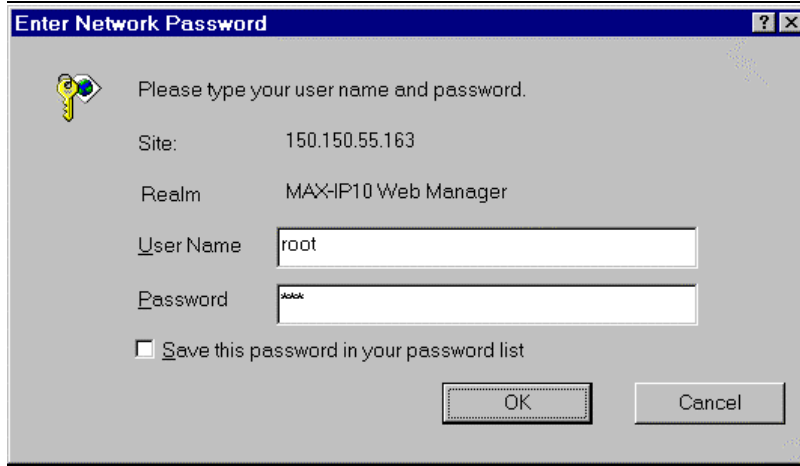 Enter Network Password
Please type your user name and password.
Site: 150.150.55.163
Realm MAX-IP10 Web Manager
User Name root
Password ***
Save this password in your password list
OK Cancel